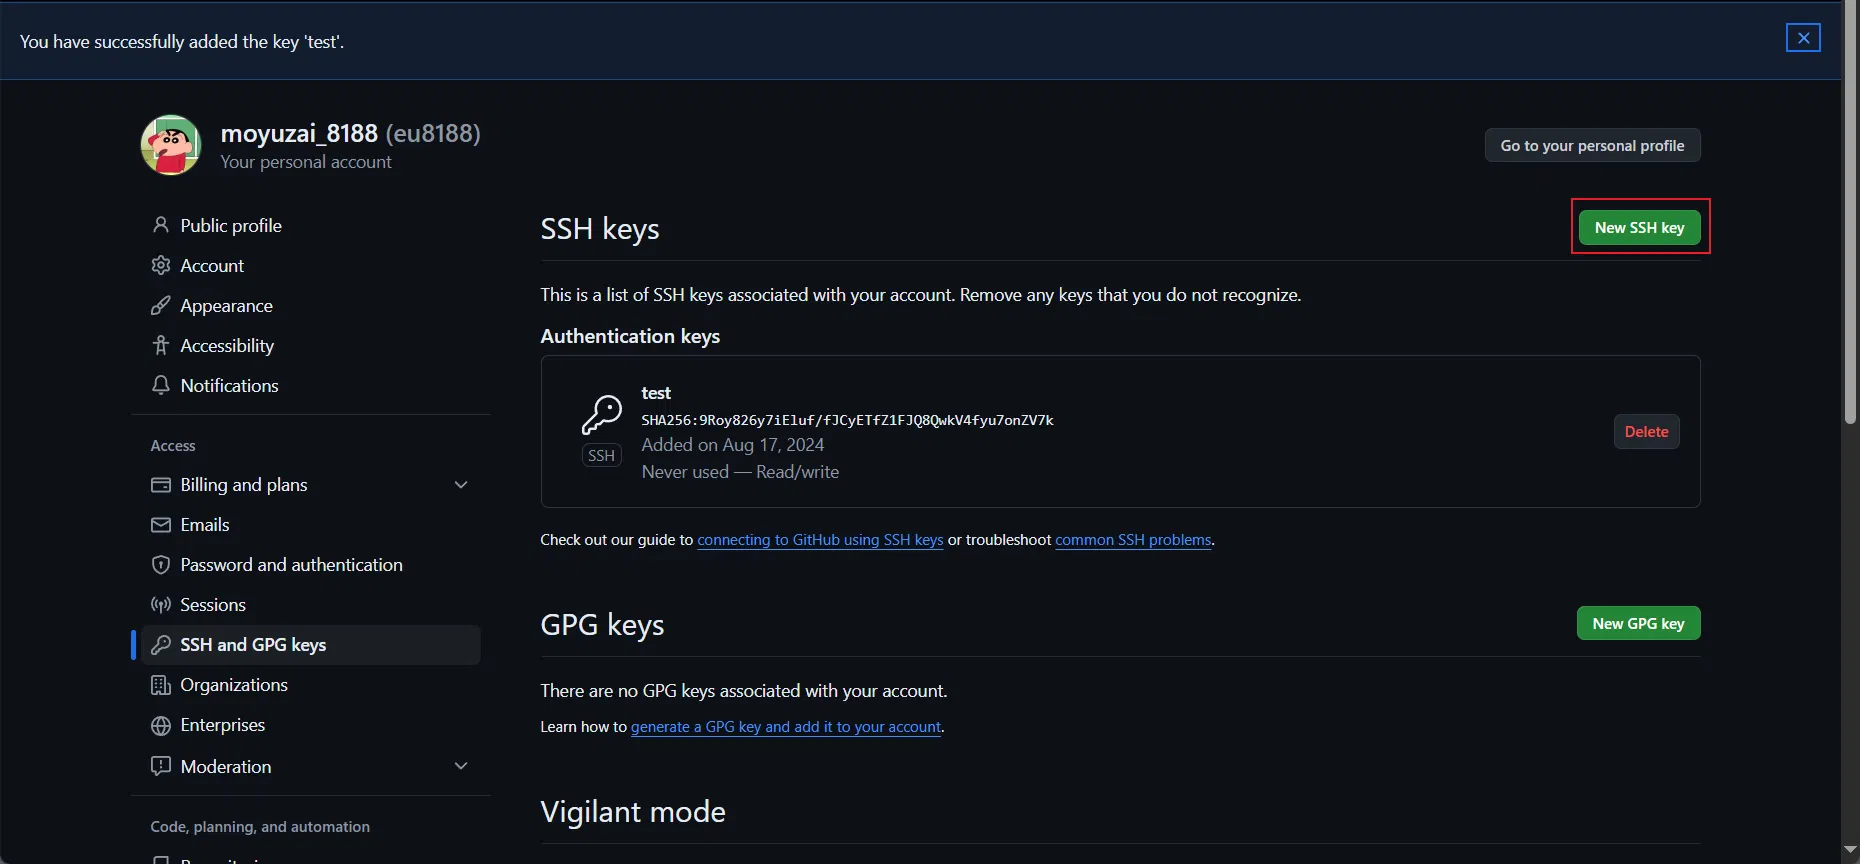 You have successfully added the key 'test'.
moyuzai_8188 (eu8188)
Your personal account
Go to your personal profile
Public profile
Account
Appearance
Accessibility
Notifications
Access
Billing and plans
Emails
Password and authentication
Sessions
SSH and GPG keys
Organizations
Enterprises
Moderation
Code, planning, and automation
SSH keys
New SSH key
This is a list of SSH keys associated with your account. Remove any keys that you do not recognize.
Authentication keys
test
SHA256:9Roy826y7iEluf/fJCyETfZ1FJQ8QwkV4fyu7onZV7k
Added on Aug 17, 2024
Never used — Read/write
SSH
Delete
Check out our guide to connecting to GitHub using SSH keys or troubleshoot common SSH problems.
GPG keys
New GPG key
There are no GPG keys associated with your account.
Learn how to generate a GPG key and add it to your account.
Vigilant mode